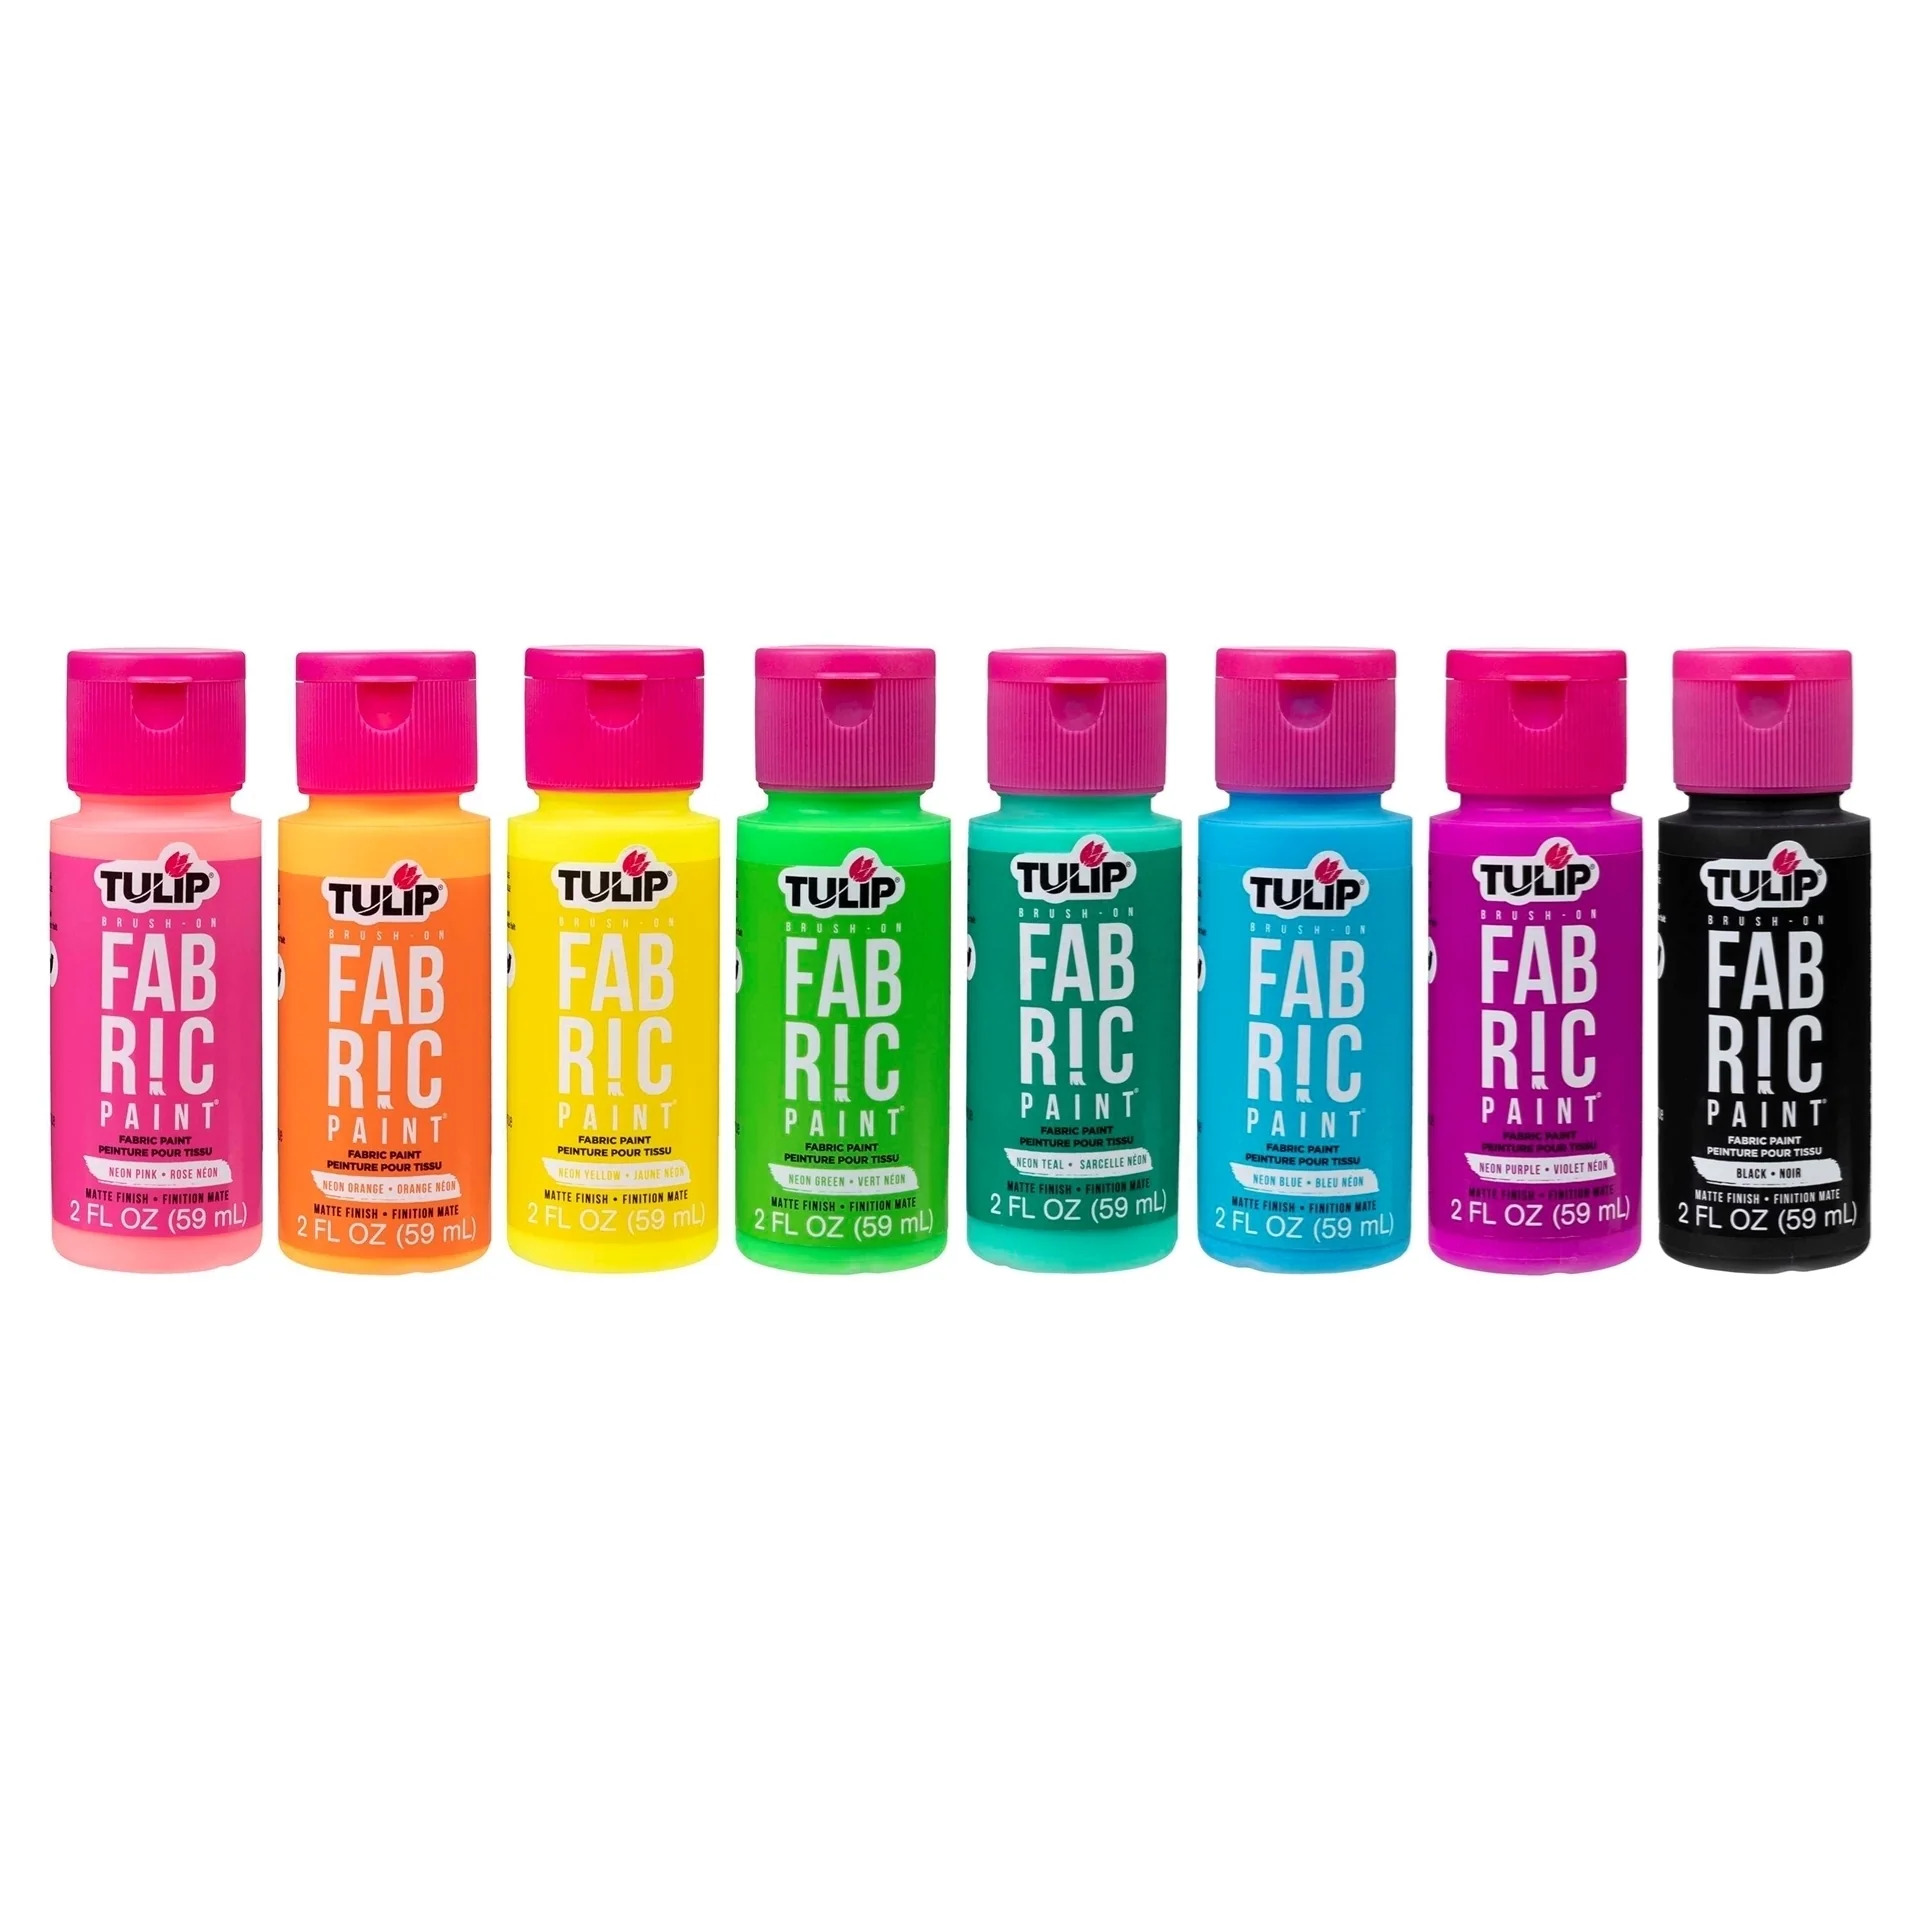 TULIP®
BRUSH-ON
FAB
RIC
PAINT®
FABRIC PAINT
PEINTURE POUR TISSU
NEON PINK • ROSE NÉON
MATTE FINISH • FINITION MATE
2 FL OZ (59 mL)
TULIP®
BRUSH-ON
FAB
RIC
PAINT®
FABRIC PAINT
PEINTURE POUR TISSU
NEON ORANGE • ORANGE NÉON
MATTE FINISH • FINITION MATE
2 FL OZ (59 mL)
TULIP®
BRUSH-ON
FAB
RIC
PAINT®
FABRIC PAINT
PEINTURE POUR TISSU
NEON YELLOW • JAUNE NÉON
MATTE FINISH • FINITION MATE
2 FL OZ (59 mL)
TULIP®
BRUSH-ON
FAB
RIC
PAINT®
FABRIC PAINT
PEINTURE POUR TISSU
NEON GREEN • VERT NÉON
MATTE FINISH • FINITION MATE
2 FL OZ (59 mL)
TULIP®
BRUSH-ON
FAB
RIC
PAINT®
FABRIC PAINT
PEINTURE POUR TISSU
NEON TEAL • SARCELLE NÉON
MATTE FINISH • FINITION MATE
2 FL OZ (59 mL)
TULIP®
BRUSH-ON
FAB
RIC
PAINT®
FABRIC PAINT
PEINTURE POUR TISSU
NEON BLUE • BLEU NÉON
MATTE FINISH • FINITION MATE
2 FL OZ (59 mL)
TULIP®
BRUSH-ON
FAB
RIC
PAINT®
FABRIC PAINT
PEINTURE POUR TISSU
NEON PURPLE • VIOLET NÉON
MATTE FINISH • FINITION MATE
2 FL OZ (59 mL)
TULIP®
BRUSH-ON
FAB
RIC
PAINT®
FABRIC PAINT
PEINTURE POUR TISSU
BLACK • NOIR
MATTE FINISH • FINITION MATE
2 FL OZ (59 mL)